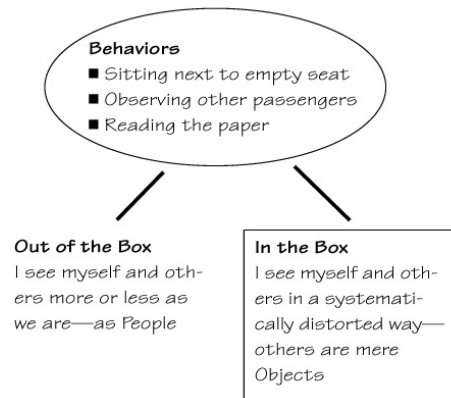 Behaviors
■ Sitting next to empty seat
■ Observing other passengers
■ Reading the paper
Out of the Box
I see myself and oth-
ers more or less as
we are—as People
In the Box
I see myself and oth-
ers in a systemati-
cally distorted way—
others are mere
Objects